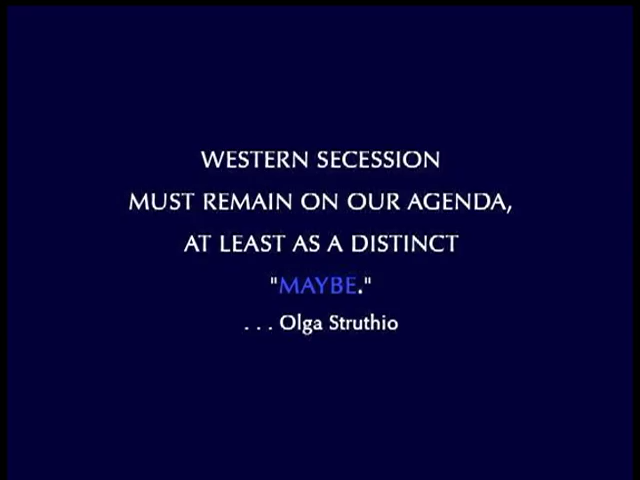 WESTERN SECESSION
MUST REMAIN ON OUR AGENDA,
AT LEAST AS A DISTINCT
"MAYBE."
. . . Olga Struthio